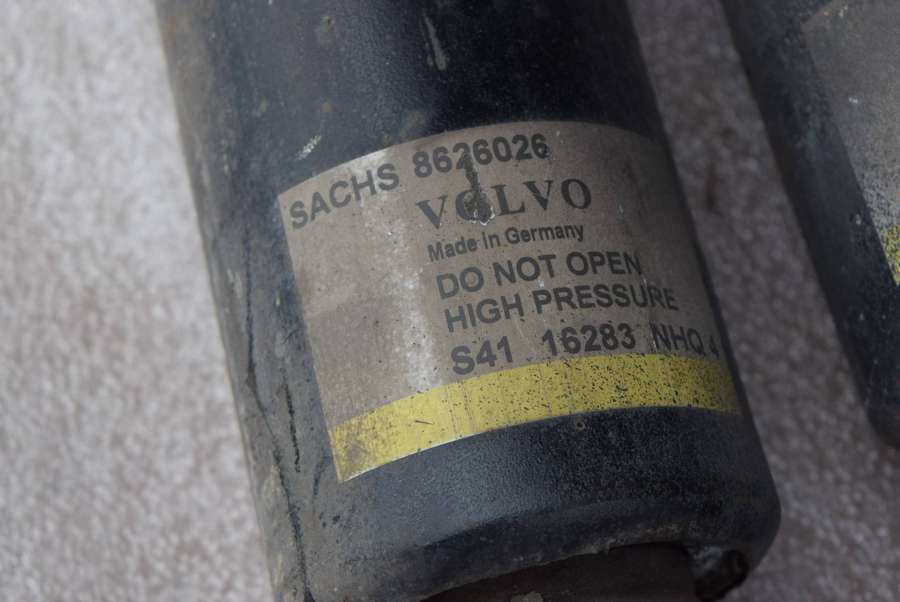 SACHS 8626026
VOLVO
Made in Germany
DO NOT OPEN
HIGH PRESSURE
S41 16283 NHQ 4